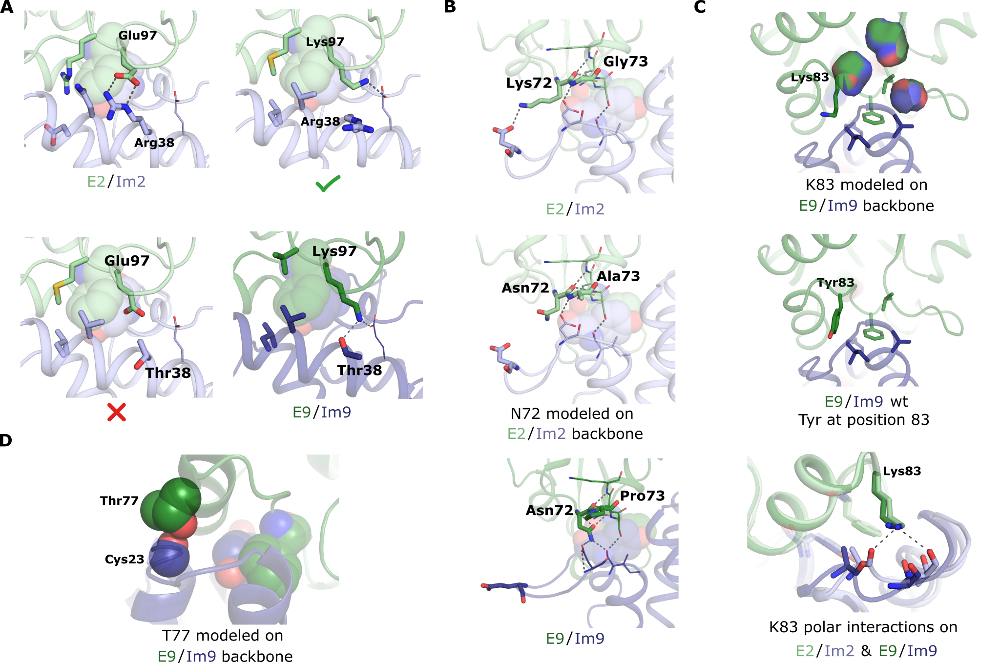 A
Glu97
Arg38
E2/Im2
Lys97
Arg38
Glu97
Thr38
Lys97
Thr38
E9/Im9
B
Lys72
Gly73
E2/Im2
Asn72
Ala73
N72 modeled on
E2/Im2 backbone
Asn72
Pro73
E9/Im9
C
Lys83
K83 modeled on
E9/Im9 backbone
Tyr83
E9/Im9 wt
Tyr at position 83
Lys83
K83 polar interactions on
E2/Im2 & E9/Im9
D
Thr77
Cys23
T77 modeled on
E9/Im9 backbone